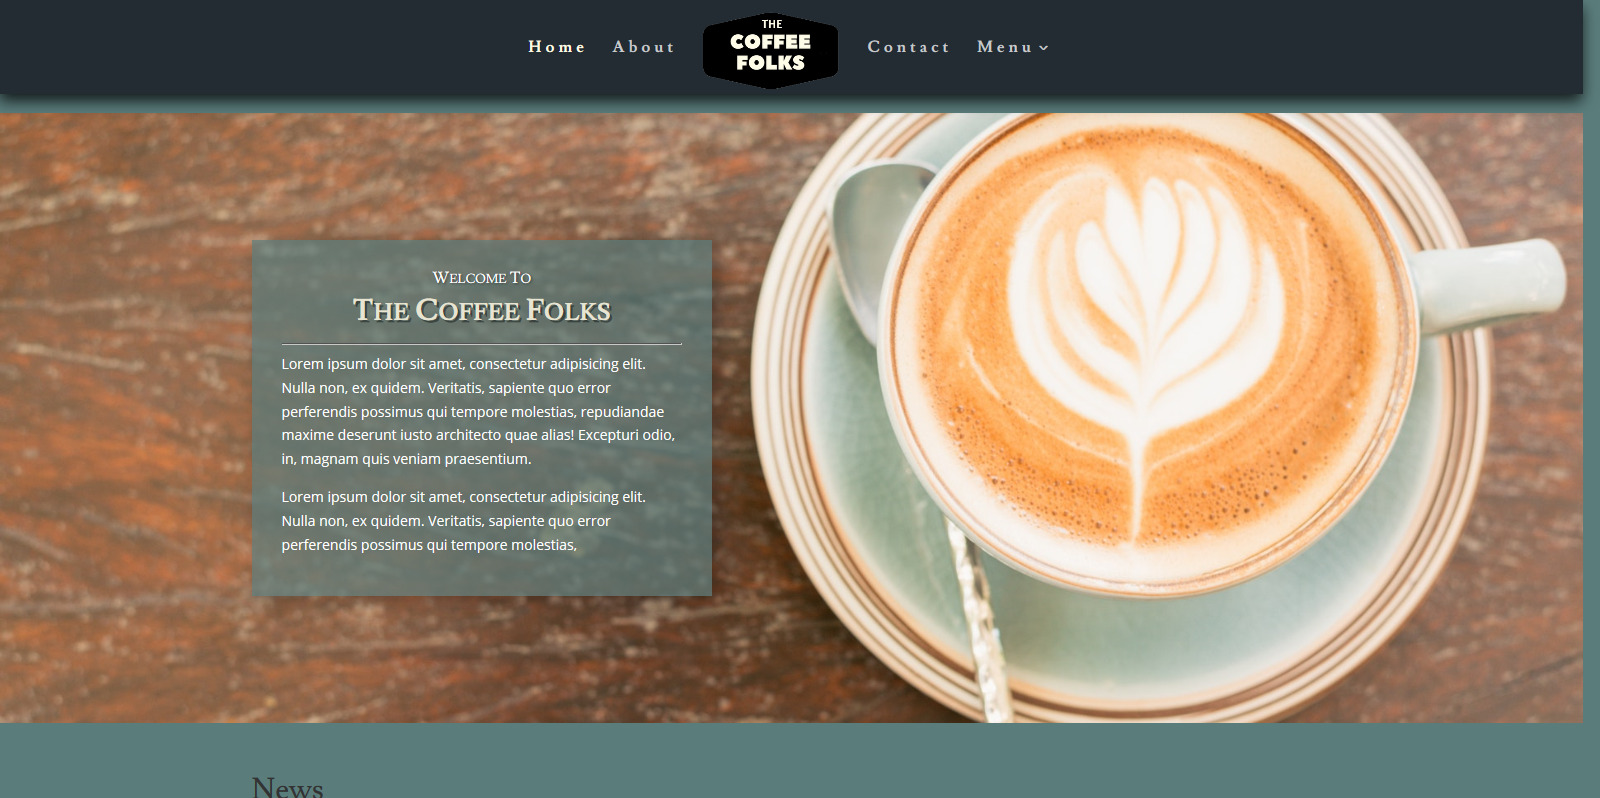 Home
About
THE
COFFEE
FOLKS
Contact
Menu
Welcome To
The Coffee Folks
Lorem ipsum dolor sit amet, consectetur adipisicing elit.
Nulla non, ex quidem. Veritatis, sapiente quo error
perferendis possimus qui tempore molestias, repudiandae
maxime deserunt iusto architecto quae alias! Excepturi odio,
in, magnam quis veniam praesentium.
Lorem ipsum dolor sit amet, consectetur adipisicing elit.
Nulla non, ex quidem. Veritatis, sapiente quo error
perferendis possimus qui tempore molestias,
News